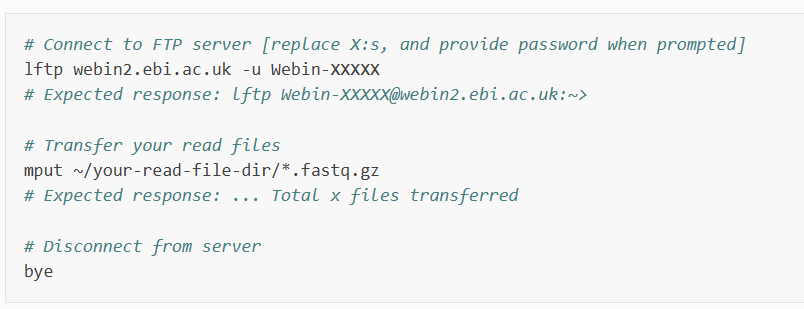 # Connect to FTP server [replace X:s, and provide password when prompted]
lftp webin2.ebi.ac.uk -u Webin-XXXXX
# Expected response: lftp Webin-XXXXX@webin2.ebi.ac.uk:~>
# Transfer your read files
mput ~/your-read-file-dir/*.fastq.gz
# Expected response: ... Total x files transferred
# Disconnect from server
bye